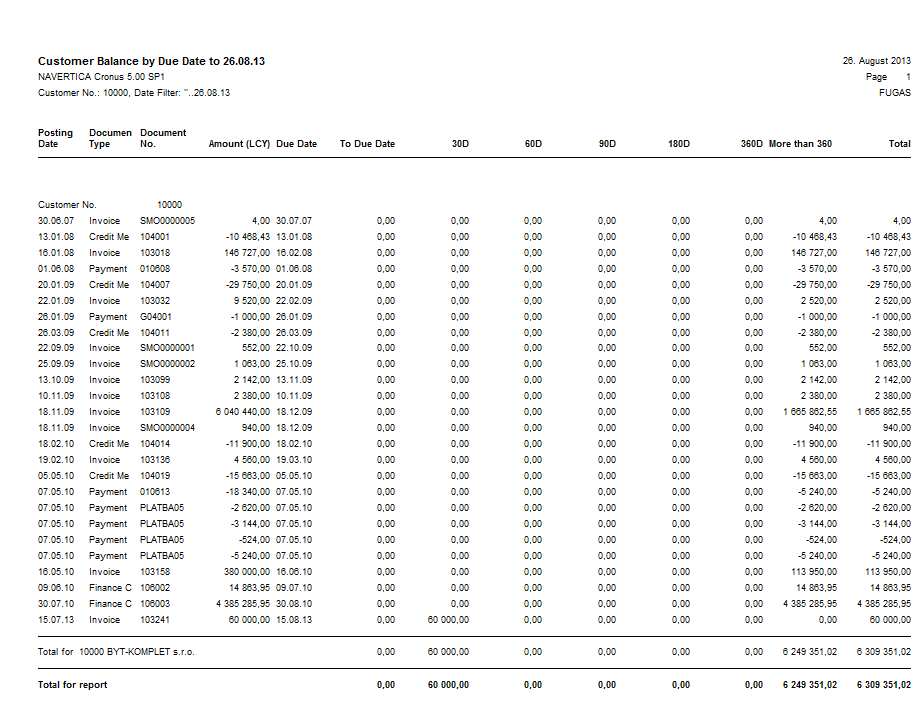 Customer Balance by Due Date to 26.08.13 26. August 2013
NAVERTICA Cronus 5.00 SP1 Page 1
Customer No.: 10000, Date Filter: ''..26.08.13 FUGAS
Posting Documen Document
Date Type No. Amount (LCY) Due Date To Due Date 30D 60D 90D 180D 360D More than 360 Total
Customer No. 10000
30.06.07 Invoice SMO0000005 4,00 30.07.07 0,00 0,00 0,00 0,00 0,00 0,00 4,00 4,00
13.01.08 Credit Me 104001 -10 468,43 13.01.08 0,00 0,00 0,00 0,00 0,00 0,00 -10 468,43 -10 468,43
16.01.08 Invoice 103018 146 727,00 16.02.08 0,00 0,00 0,00 0,00 0,00 0,00 146 727,00 146 727,00
01.06.08 Payment 010608 -3 570,00 01.06.08 0,00 0,00 0,00 0,00 0,00 0,00 -3 570,00 -3 570,00
20.01.09 Credit Me 104007 -29 750,00 20.01.09 0,00 0,00 0,00 0,00 0,00 0,00 -29 750,00 -29 750,00
22.01.09 Invoice 103032 9 520,00 22.02.09 0,00 0,00 0,00 0,00 0,00 0,00 2 520,00 2 520,00
26.01.09 Payment G04001 -1 000,00 26.01.09 0,00 0,00 0,00 0,00 0,00 0,00 -1 000,00 -1 000,00
26.03.09 Credit Me 104011 -2 380,00 26.03.09 0,00 0,00 0,00 0,00 0,00 0,00 -2 380,00 -2 380,00
22.09.09 Invoice SMO0000001 552,00 22.10.09 0,00 0,00 0,00 0,00 0,00 0,00 552,00 552,00
25.09.09 Invoice SMO0000002 1 063,00 25.10.09 0,00 0,00 0,00 0,00 0,00 0,00 1 063,00 1 063,00
13.10.09 Invoice 103099 2 142,00 13.11.09 0,00 0,00 0,00 0,00 0,00 0,00 2 142,00 2 142,00
10.11.09 Invoice 103108 2 380,00 10.11.09 0,00 0,00 0,00 0,00 0,00 0,00 2 380,00 2 380,00
18.11.09 Invoice 103109 6 040 440,00 18.12.09 0,00 0,00 0,00 0,00 0,00 0,00 1 665 862,55 1 665 862,55
18.11.09 Invoice SMO0000004 940,00 18.12.09 0,00 0,00 0,00 0,00 0,00 0,00 940,00 940,00
18.02.10 Credit Me 104014 -11 900,00 18.02.10 0,00 0,00 0,00 0,00 0,00 0,00 -11 900,00 -11 900,00
19.02.10 Invoice 103136 4 560,00 19.03.10 0,00 0,00 0,00 0,00 0,00 0,00 4 560,00 4 560,00
05.05.10 Credit Me 104019 -15 663,00 05.05.10 0,00 0,00 0,00 0,00 0,00 0,00 -15 663,00 -15 663,00
07.05.10 Payment 010613 -18 340,00 07.05.10 0,00 0,00 0,00 0,00 0,00 0,00 -5 240,00 -5 240,00
07.05.10 Payment PLATBA05 -2 620,00 07.05.10 0,00 0,00 0,00 0,00 0,00 0,00 -2 620,00 -2 620,00
07.05.10 Payment PLATBA05 -3 144,00 07.05.10 0,00 0,00 0,00 0,00 0,00 0,00 -3 144,00 -3 144,00
07.05.10 Payment PLATBA05 -524,00 07.05.10 0,00 0,00 0,00 0,00 0,00 0,00 -524,00 -524,00
07.05.10 Payment PLATBA05 -5 240,00 07.05.10 0,00 0,00 0,00 0,00 0,00 0,00 -5 240,00 -5 240,00
16.05.10 Invoice 103158 380 000,00 16.06.10 0,00 0,00 0,00 0,00 0,00 0,00 113 950,00 113 950,00
09.06.10 Finance C 106002 14 863,95 09.07.10 0,00 0,00 0,00 0,00 0,00 0,00 14 863,95 14 863,95
30.07.10 Finance C 106003 4 385 285,95 30.08.10 0,00 0,00 0,00 0,00 0,00 0,00 4 385 285,95 4 385 285,95
15.07.13 Invoice 103241 60 000,00 15.08.13 0,00 60 000,00 0,00 0,00 0,00 0,00 0,00 60 000,00
Total for 10000 BYT-KOMPLET s.r.o. 0,00 60 000,00 0,00 0,00 0,00 0,00 6 249 351,02 6 309 351,02
Total for report 0,00 60 000,00 0,00 0,00 0,00 0,00 6 249 351,02 6 309 351,02